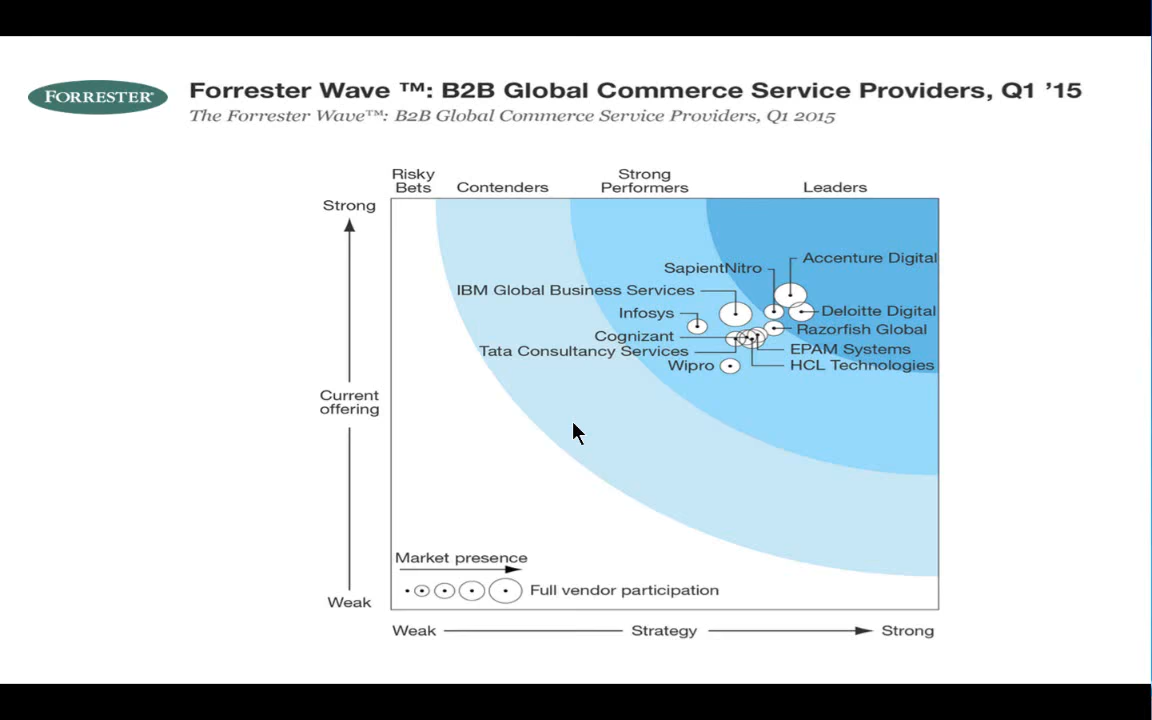 FORRESTER®
Forrester Wave ™: B2B Global Commerce Service Providers, Q1 ’15
The Forrester Wave™: B2B Global Commerce Service Providers, Q1 2015
Risky
Bets
Contenders
Strong
Performers
Leaders
Strong
Current
offering
Weak
Accenture Digital
SapientNitro
IBM Global Business Services
Infosys
Deloitte Digital
Razorfish Global
Cognizant
EPAM Systems
Tata Consultancy Services
HCL Technologies
Wipro
Market presence
Full vendor participation
Weak
Strategy
Strong